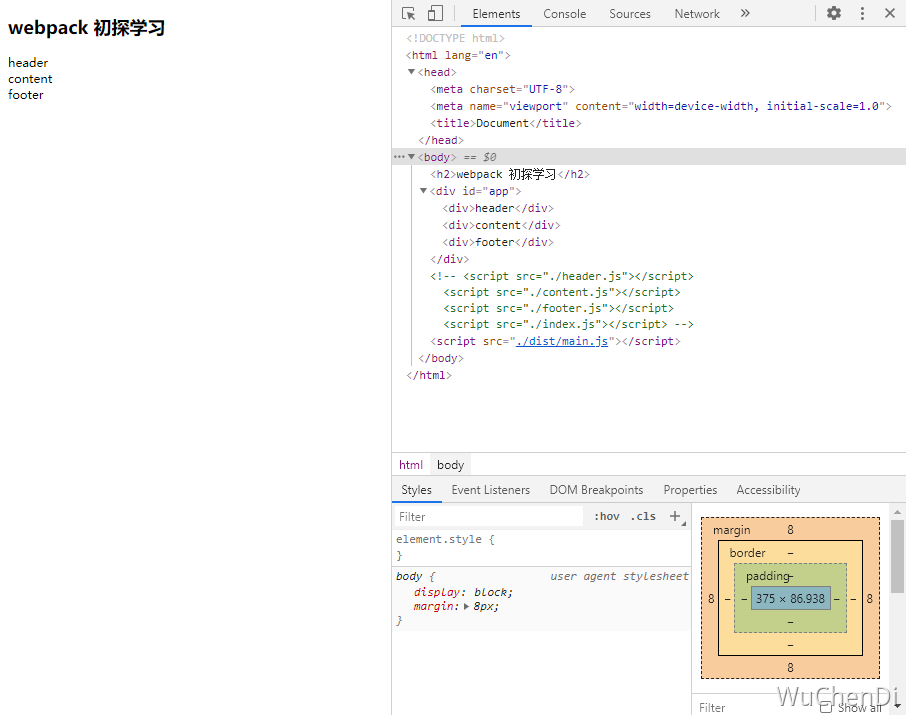 webpack 初探学习
header
content
footer
Elements Console Sources Network »
<!DOCTYPE html>
<html lang="en">
<head>
<meta charset="UTF-8">
<meta name="viewport" content="width=device-width, initial-scale=1.0">
<title>Document</title>
</head>
<body> == $0
<h2>webpack 初探学习</h2>
<div id="app">
<div>header</div>
<div>content</div>
<div>footer</div>
</div>
<!-- <script src="./header.js"></script>
<script src="./content.js"></script>
<script src="./footer.js"></script>
<script src="./index.js"></script> -->
<script src="./dist/main.js"></script>
</body>
</html>
html body
Styles Event Listeners DOM Breakpoints Properties Accessibility
Filter :hov .cls +
element.style {
}
body { user agent stylesheet
display: block;
margin: 8px;
}
margin 8
border –
padding –
8 – – 375 × 86.938 – – 8
–
–
8
Filter Show all
WuChenDi